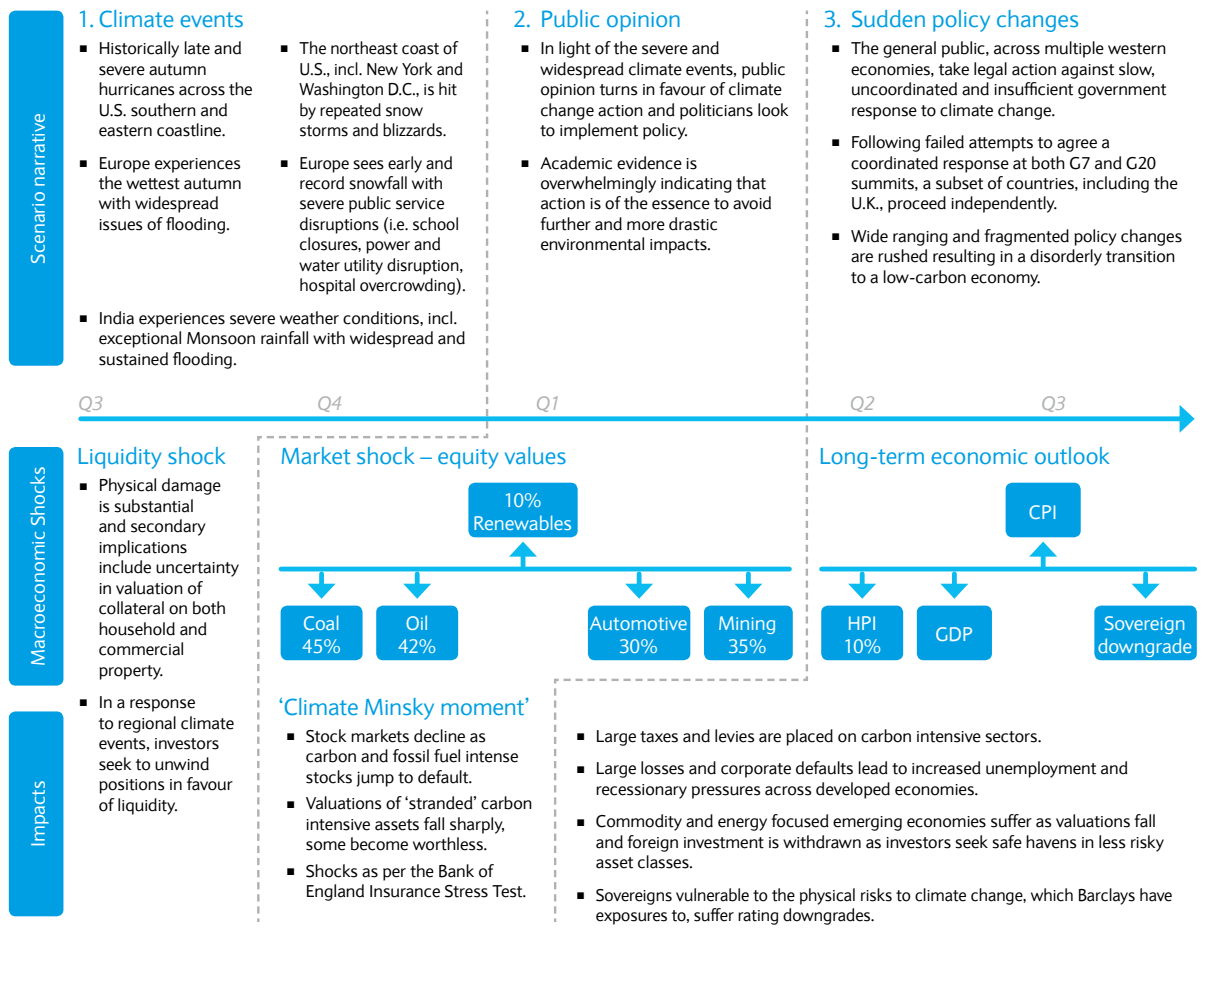 Scenario narrative
1. Climate events
■ Historically late and
severe autumn
hurricanes across the
U.S. southern and
eastern coastline.
■ Europe experiences
the wettest autumn
with widespread
issues of flooding.
■ The northeast coast of
U.S., incl. New York and
Washington D.C., is hit
by repeated snow
storms and blizzards.
■ Europe sees early and
record snowfall with
severe public service
disruptions (i.e. school
closures, power and
water utility disruption,
hospital overcrowding).
■ India experiences severe weather conditions, incl.
exceptional Monsoon rainfall with widespread and
sustained flooding.
2. Public opinion
■ In light of the severe and
widespread climate events, public
opinion turns in favour of climate
change action and politicians look
to implement policy.
■ Academic evidence is
overwhelmingly indicating that
action is of the essence to avoid
further and more drastic
environmental impacts.
3. Sudden policy changes
■ The general public, across multiple western
economies, take legal action against slow,
uncoordinated and insufficient government
response to climate change.
■ Following failed attempts to agree a
coordinated response at both G7 and G20
summits, a subset of countries, including the
U.K., proceed independently.
■ Wide ranging and fragmented policy changes
are rushed resulting in a disorderly transition
to a low-carbon economy.
Q3 Q4 Q1 Q2 Q3
Macroeconomic Shocks
Impacts
Liquidity shock
■ Physical damage
is substantial
and secondary
implications
include uncertainty
in valuation of
collateral on both
household and
commercial
property.
■ In a response
to regional climate
events, investors
seek to unwind
positions in favour
of liquidity.
Market shock – equity values
10%
Renewables
Coal
45%
Oil
42%
Automotive
30%
Mining
35%
Long-term economic outlook
CPI
HPI
10%
GDP
Sovereign
downgrade
‘Climate Minsky moment’
■ Stock markets decline as
carbon and fossil fuel intense
stocks jump to default.
■ Valuations of ‘stranded’ carbon
intensive assets fall sharply,
some become worthless.
■ Shocks as per the Bank of
England Insurance Stress Test.
■ Large taxes and levies are placed on carbon intensive sectors.
■ Large losses and corporate defaults lead to increased unemployment and
recessionary pressures across developed economies.
■ Commodity and energy focused emerging economies suffer as valuations fall
and foreign investment is withdrawn as investors seek safe havens in less risky
asset classes.
■ Sovereigns vulnerable to the physical risks to climate change, which Barclays have
exposures to, suffer rating downgrades.